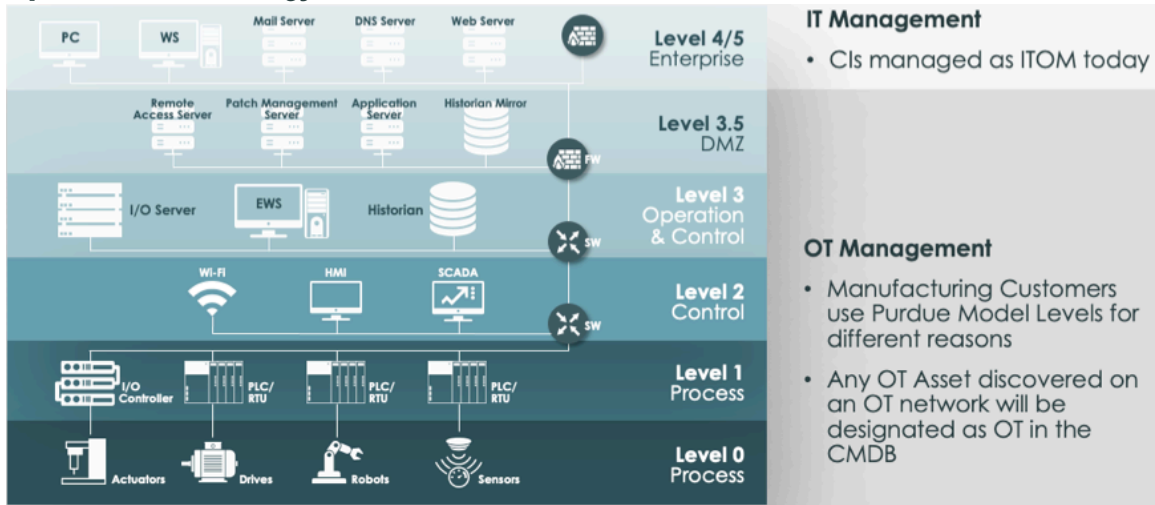 PC
WS
Mail Server
DNS Server
Web Server
Level 4/5
Enterprise
Remote
Access Server
Patch Management
Server
Application
Server
Historian Mirror
Level 3.5
DMZ
FW
I/O Server
EWS
Historian
Level 3
Operation
& Control
SW
Wi-Fi
HMI
SCADA
Level 2
Control
SW
I/O
Controller
PLC/
RTU
PLC/
RTU
PLC/
RTU
Level 1
Process
Actuators
Drives
Robots
Sensors
Level 0
Process
IT Management
• CIs managed as ITOM today
OT Management
• Manufacturing Customers
use Purdue Model Levels for
different reasons
• Any OT Asset discovered on
an OT network will be
designated as OT in the
CMDB